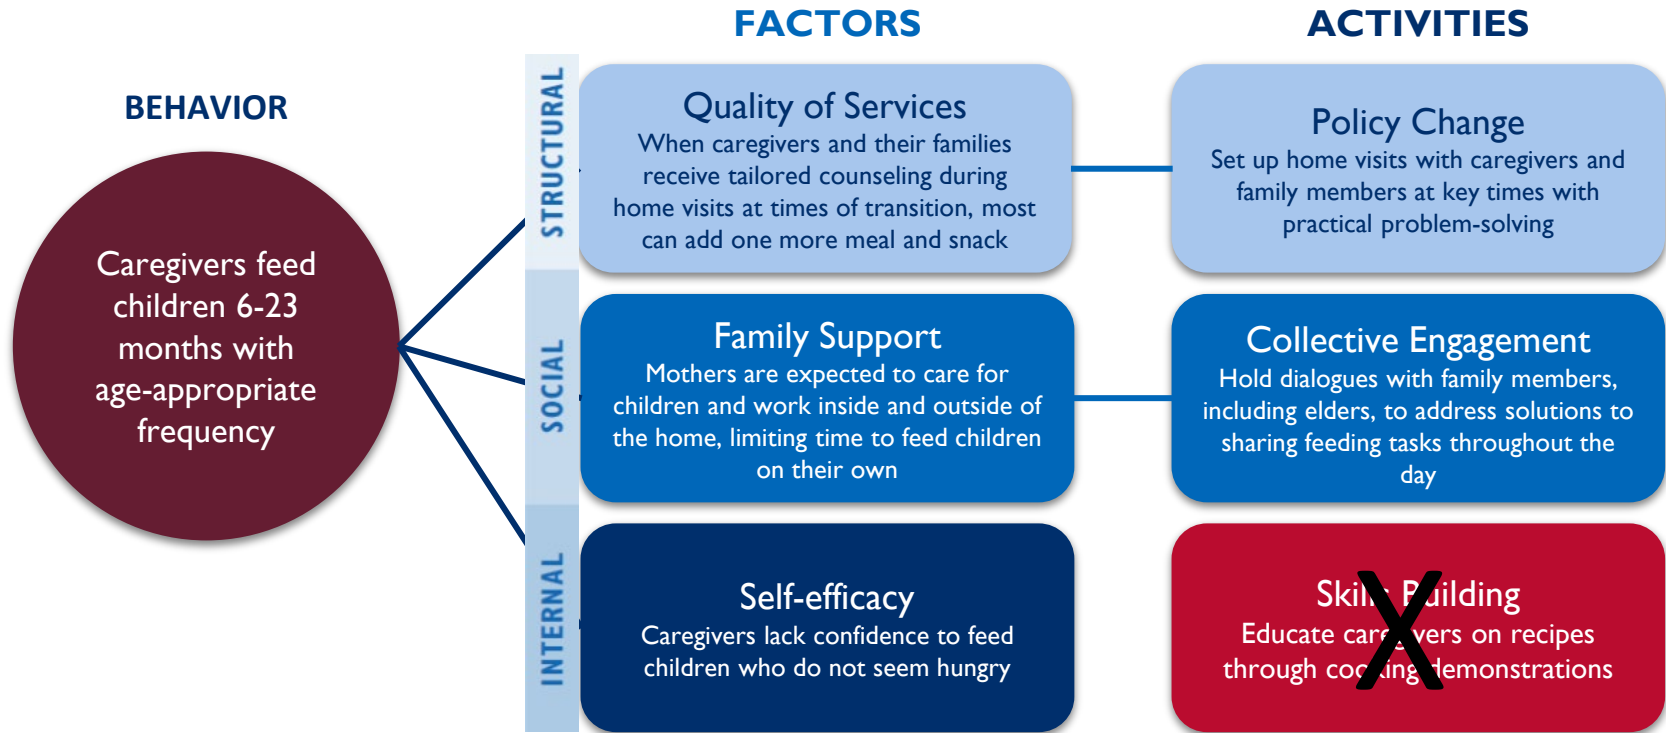 FACTORS
ACTIVITIES
BEHAVIOR
Caregivers feed
children 6-23
months with
age-appropriate
frequency
STRUCTURAL
Quality of Services
When caregivers and their families
receive tailored counseling during
home visits at times of transition, most
can add one more meal and snack
Policy Change
Set up home visits with caregivers and
family members at key times with
practical problem-solving
SOCIAL
Family Support
Mothers are expected to care for
children and work inside and outside of
the home, limiting time to feed children
on their own
Collective Engagement
Hold dialogues with family members,
including elders, to address solutions to
sharing feeding tasks throughout the
day
INTERNAL
Self-efficacy
Caregivers lack confidence to feed
children who do not seem hungry
Skills Building
Educate caregivers on recipes
through cooking demonstrations
X